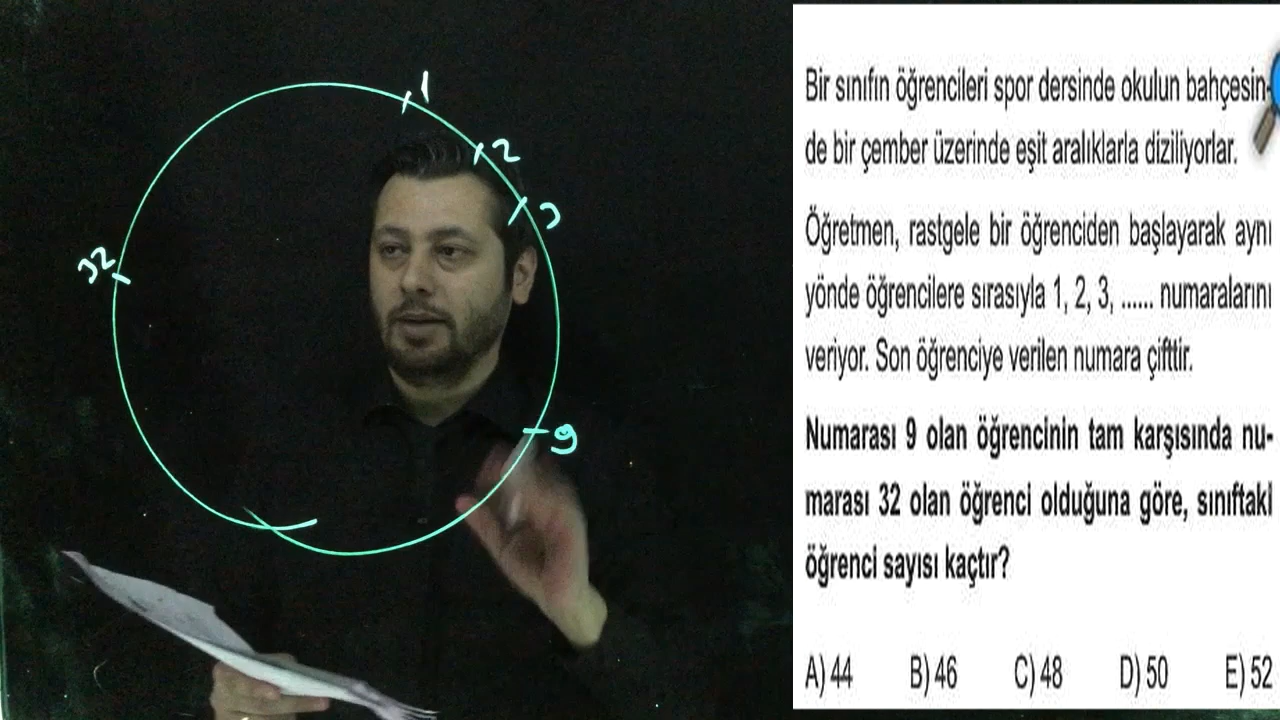 1
2
3
32
9
Bir sınıfın öğrencileri spor dersinde okulun bahçesin-
de bir çember üzerinde eşit aralıklarla diziliyorlar.
Öğretmen, rastgele bir öğrenciden başlayarak aynı
yönde öğrencilere sırasıyla 1, 2, 3, ...... numaralarını
veriyor. Son öğrenciye verilen numara çifttir.
Numarası 9 olan öğrencinin tam karşısında nu-
marası 32 olan öğrenci olduğuna göre, sınıftaki
öğrenci sayısı kaçtır?
A) 44 B) 46 C) 48 D) 50 E) 52